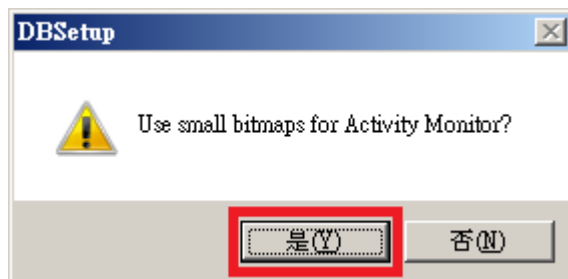 DBSetup
Use small bitmaps for Activity Monitor?
是(Y)
否(N)